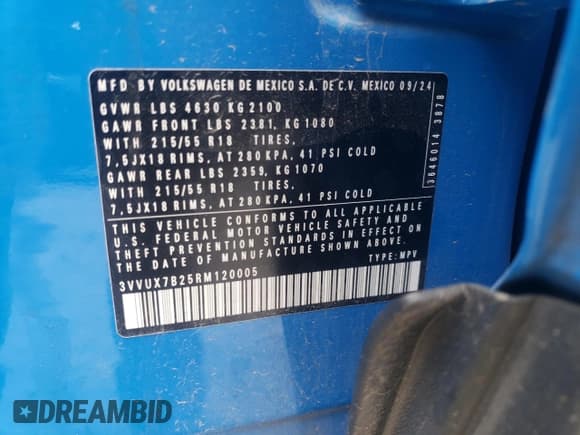 MFD BY VOLKSWAGEN DE MEXICO S.A. DE C.V. MEXICO 09/24
GVWR LBS 4630 KG 2100
GAWR FRONT LBS 2381, KG 1080
WITH 215/55 R18 TIRES,
7,5JX18 RIMS, AT 280 KPA, 41 PSI COLD
GAWR REAR LBS 2359, KG 1070
WITH 215/55 R18 TIRES,
7,5JX18 RIMS, AT 280 KPA, 41 PSI COLD
THIS VEHICLE CONFORMS TO ALL APPLICABLE
U.S. FEDERAL MOTOR VEHICLE SAFETY AND
THEFT PREVENTION STANDARDS IN EFFECT ON
THE DATE OF MANUFACTURE SHOWN ABOVE.
3VVUX7B25RM120005 TYPE: MPV
3646014 3878
DREAMBID